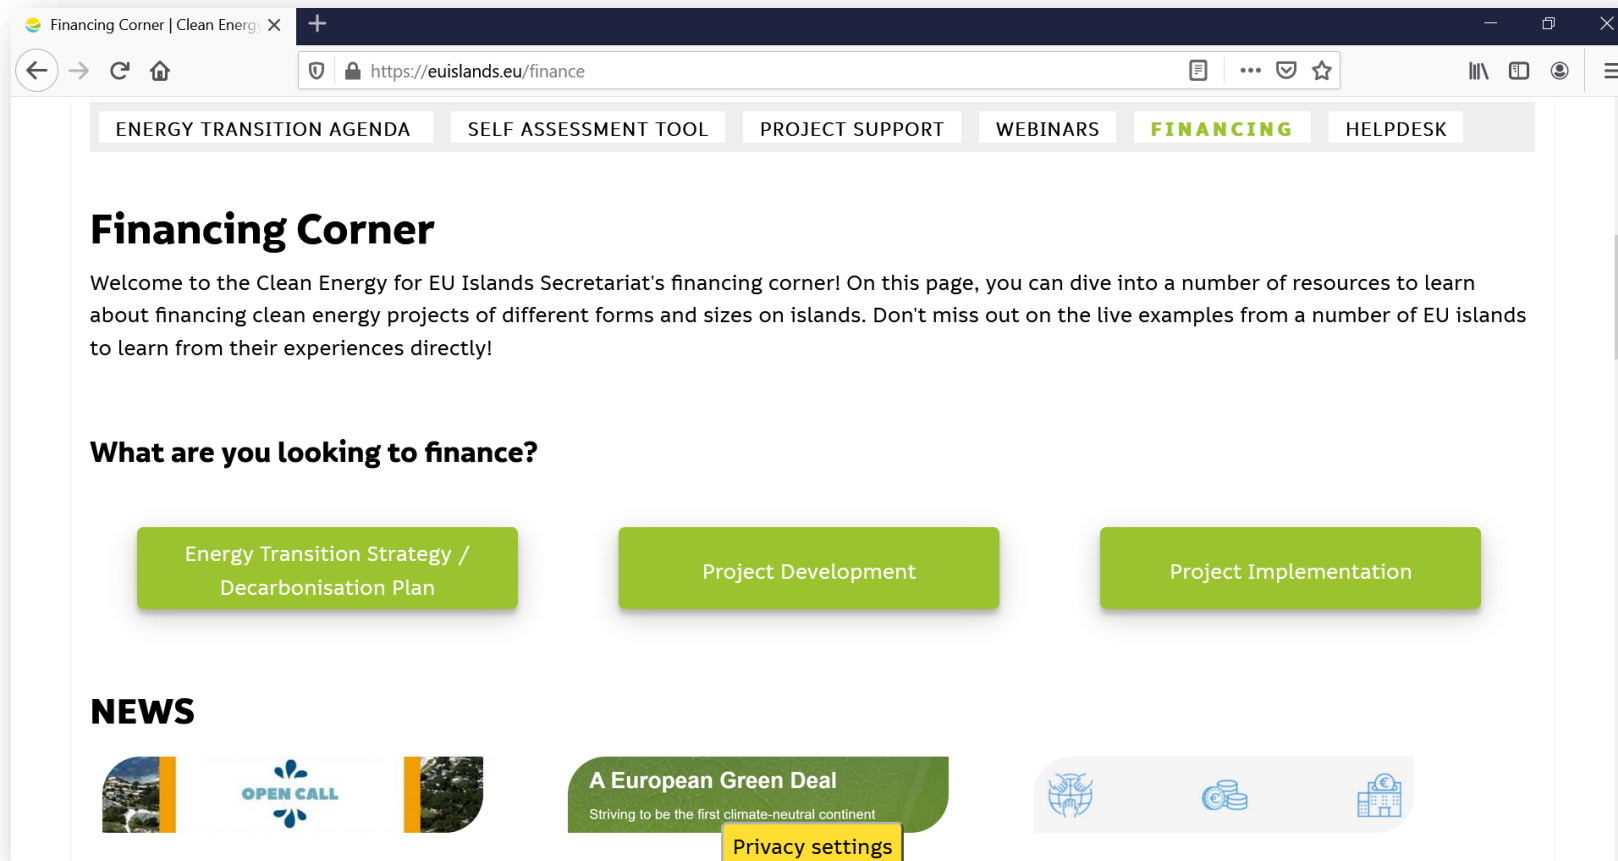 Financing Corner | Clean Energ
https://euislands.eu/finance
ENERGY TRANSITION AGENDA SELF ASSESSMENT TOOL PROJECT SUPPORT WEBINARS FINANCING HELPDESK
Financing Corner
Welcome to the Clean Energy for EU Islands Secretariat's financing corner! On this page, you can dive into a number of resources to learn
about financing clean energy projects of different forms and sizes on islands. Don't miss out on the live examples from a number of EU islands
to learn from their experiences directly!
What are you looking to finance?
Energy Transition Strategy /
Decarbonisation Plan
Project Development
Project Implementation
NEWS
OPEN CALL
A European Green Deal
Striving to be the first climate-neutral continent
Privacy settings